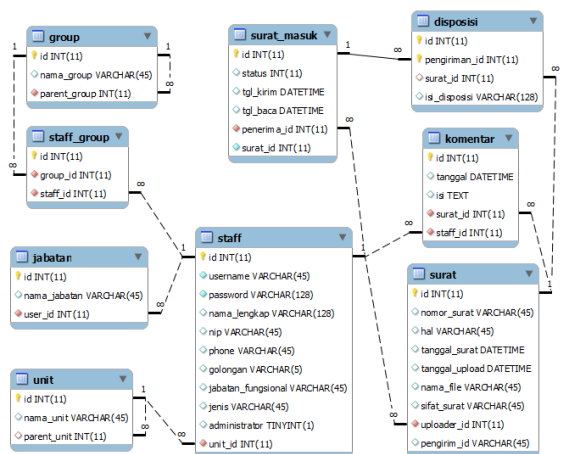 group
id INT(11)
nama_group VARCHAR(45)
parent_group INT(11)
1
1
∞
∞
staff_group
id INT(11)
group_id INT(11)
staff_id INT(11)
∞
jabatan
id INT(11)
nama_jabatan VARCHAR(45)
user_id INT(11)
∞
unit
id INT(11)
nama_unit VARCHAR(45)
parent_unit INT(11)
1
∞
∞
surat_masuk
id INT(11)
status INT(11)
tgl_kirim DATETIME
tgl_baca DATETIME
penerima_id INT(11)
surat_id INT(11)
1
∞
staff
id INT(11)
username VARCHAR(45)
password VARCHAR(128)
nama_lengkap VARCHAR(128)
nip VARCHAR(45)
phone VARCHAR(45)
golongan VARCHAR(5)
jabatan_fungsional VARCHAR(45)
jenis VARCHAR(45)
administrator TINYINT(1)
unit_id INT(11)
1
1
disposisi
id INT(11)
pengiriman_id INT(11)
surat_id INT(11)
isi_disposisi VARCHAR(128)
∞
∞
komentar
id INT(11)
tanggal DATETIME
isi TEXT
surat_id INT(11)
staff_id INT(11)
∞
∞
surat
id INT(11)
nomor_surat VARCHAR(45)
hal VARCHAR(45)
tanggal_surat DATETIME
tanggal_upload DATETIME
nama_file VARCHAR(45)
sifat_surat VARCHAR(45)
uploader_id INT(11)
pengirim_id VARCHAR(45)
1
∞